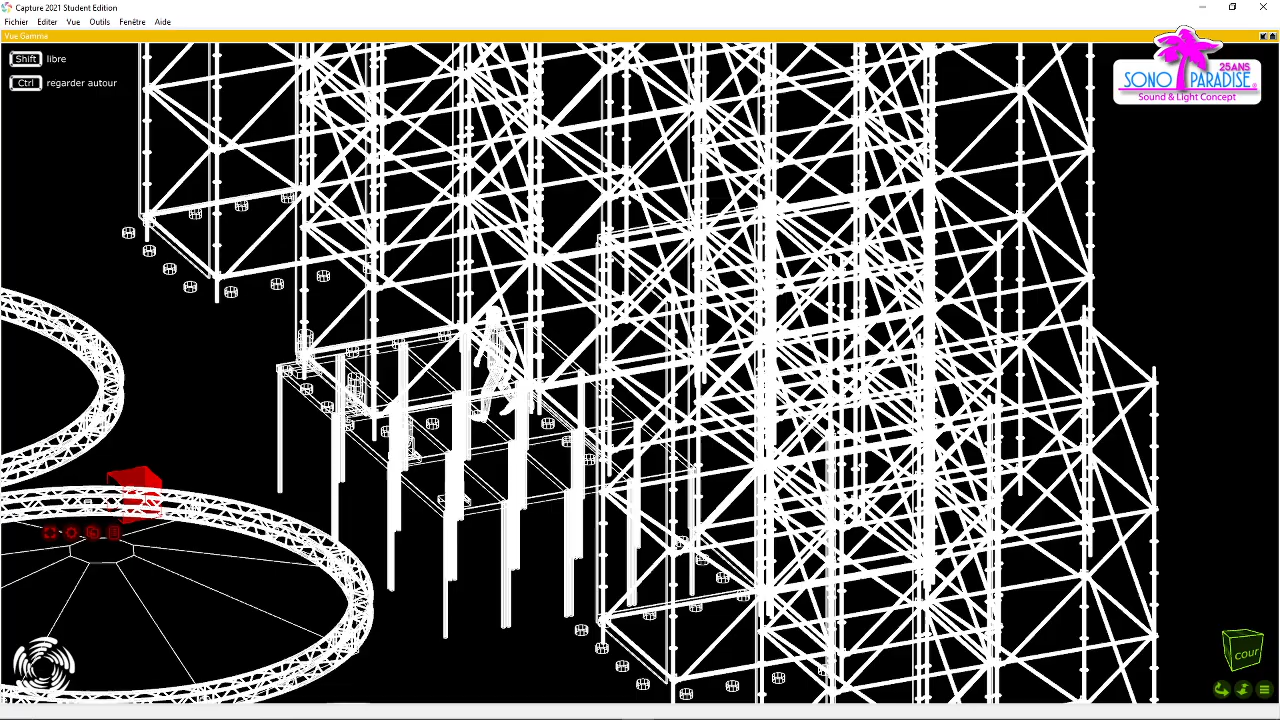 Capture 2021 Student Edition
Fichier Editer Vue Outils Fenêtre Aide
Vue Gamma
Shift libre
Ctrl regarder autour
25ANS
SONO PARADISE®
Sound & Light Concept
cour